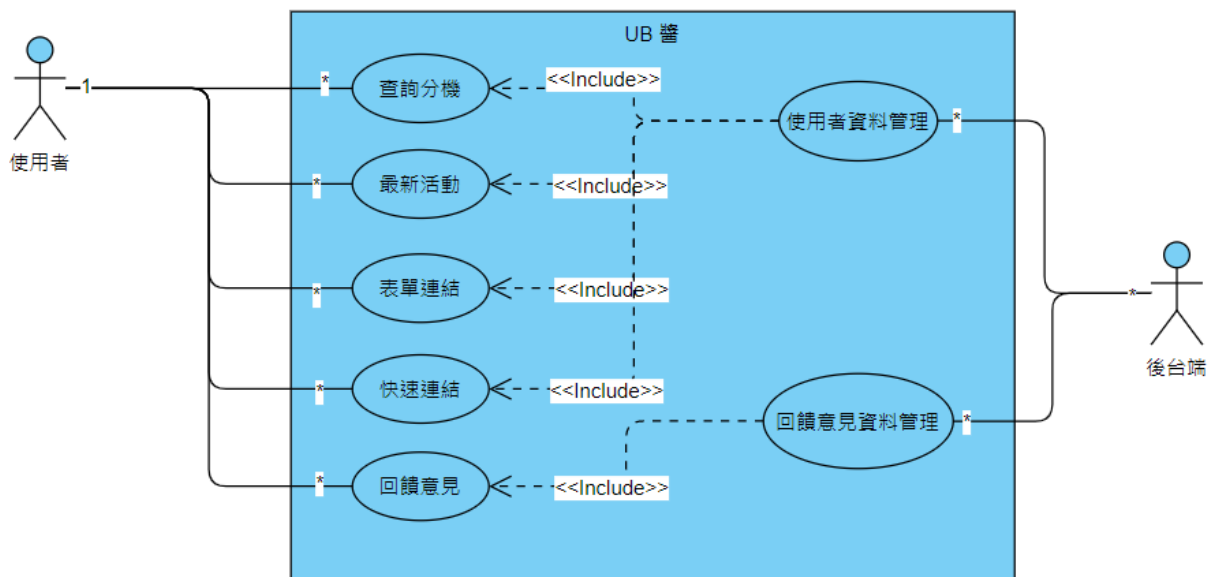 UB 醬
使用者
1
*
查詢分機
<<Include>>
使用者資料管理
*
*
最新活動
<<Include>>
*
表單連結
<<Include>>
*
後台端
*
快速連結
<<Include>>
回饋意見資料管理
*
*
回饋意見
<<Include>>